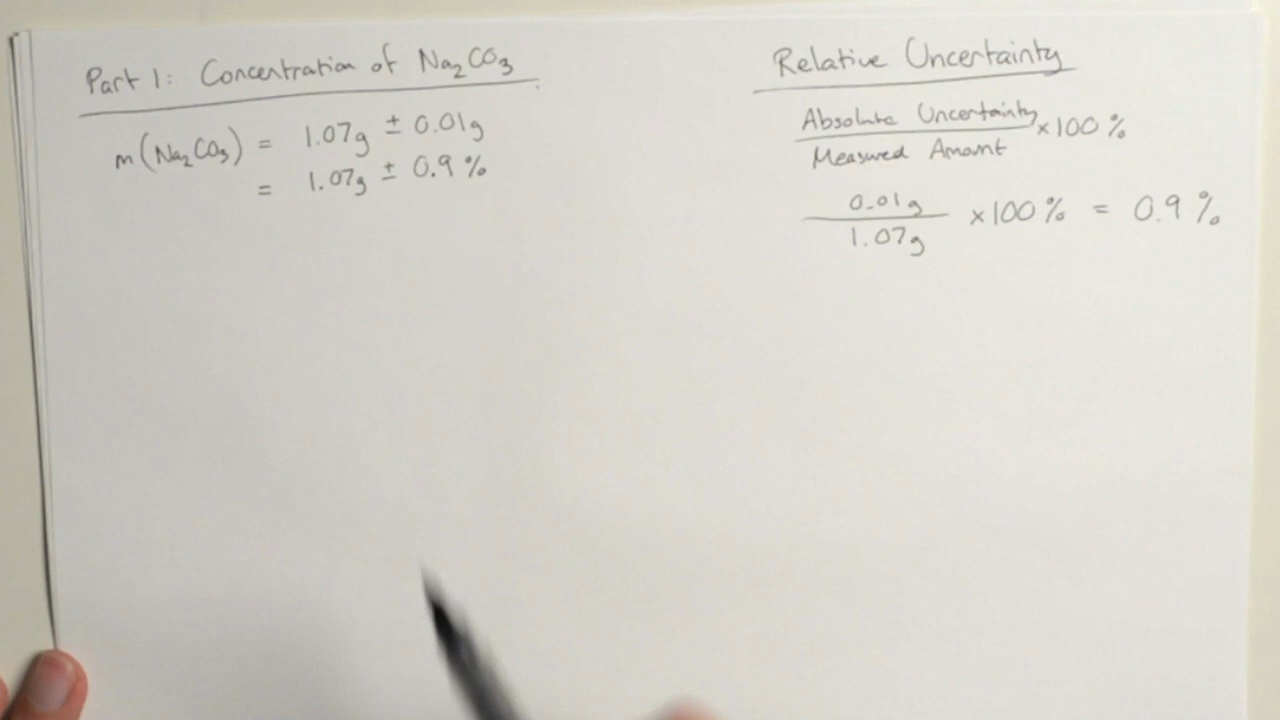 Part 1: Concentration of Na₂CO₃
m(Na₂CO₃) = 1.07g ± 0.01g
= 1.07g ± 0.9%
Relative Uncertainty
Absolute Uncertainty
Measured Amount ×100%
0.01g
1.07g ×100% = 0.9%